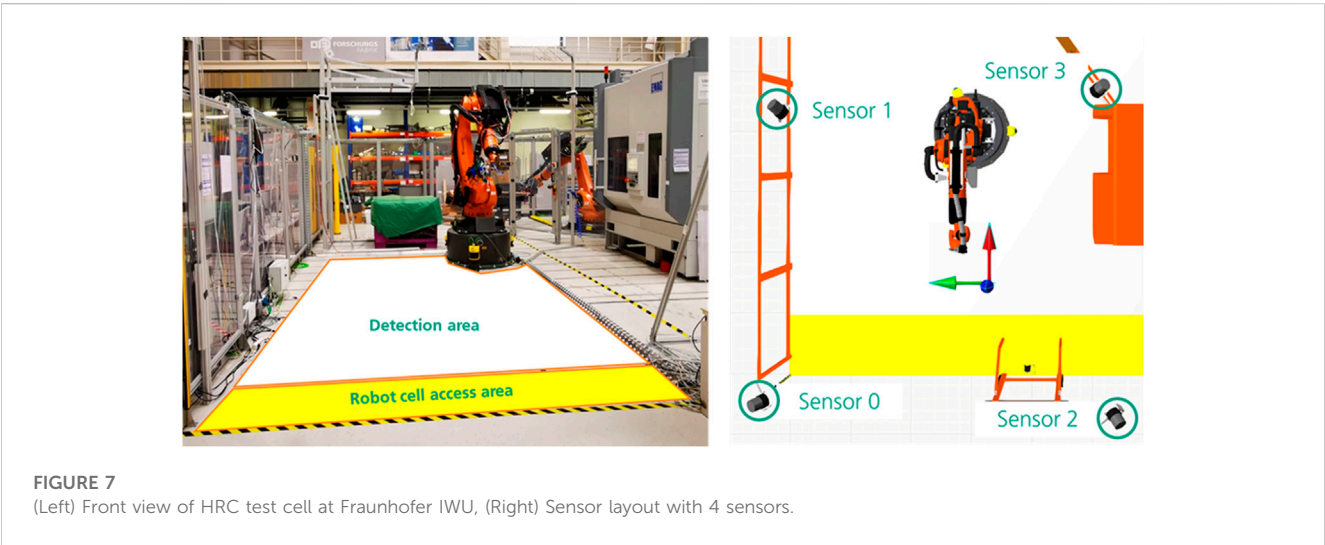 FORSCHUNGS
Detection area
Robot cell access area
Sensor 3
Sensor 1
Sensor 0
Sensor 2
FIGURE 7
(Left) Front view of HRC test cell at Fraunhofer IWU, (Right) Sensor layout with 4 sensors.